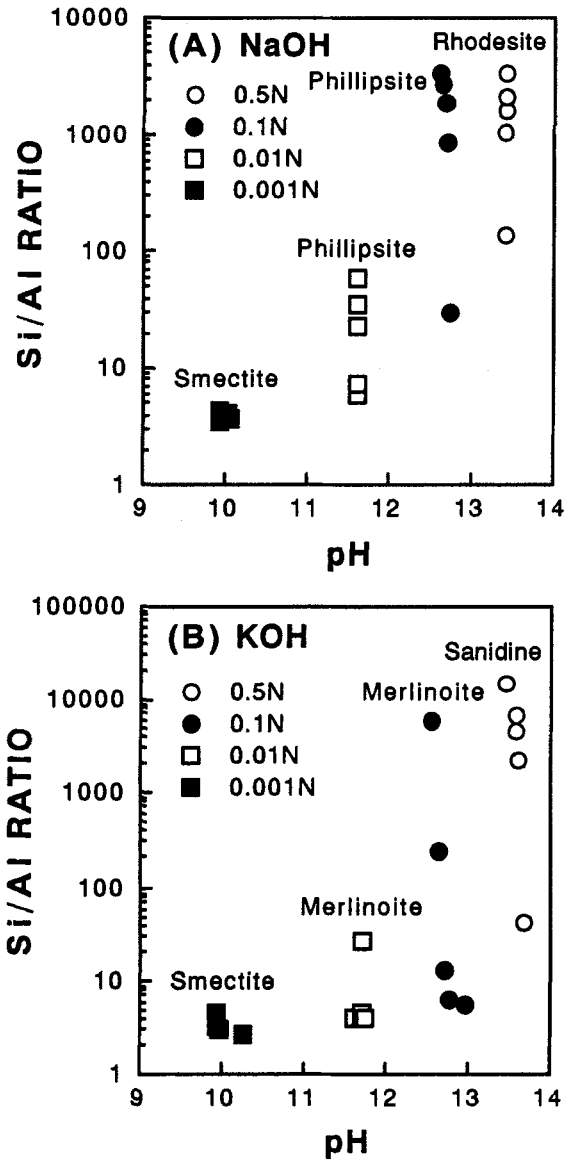 10000
(A) NaOH
Rhodesite
0.5N
Phillipsite
0.1N
1000
0.01N
0.001N
Si/Al RATIO
Phillipsite
100
10
Smectite
1
9 10 11 12 13 14
pH
100000
(B) KOH
Sanidine
0.5N
Merlinoite
10000
0.1N
0.01N
1000
0.001N
Si/Al RATIO
100
Merlinoite
10
Smectite
1
9 10 11 12 13 14
pH